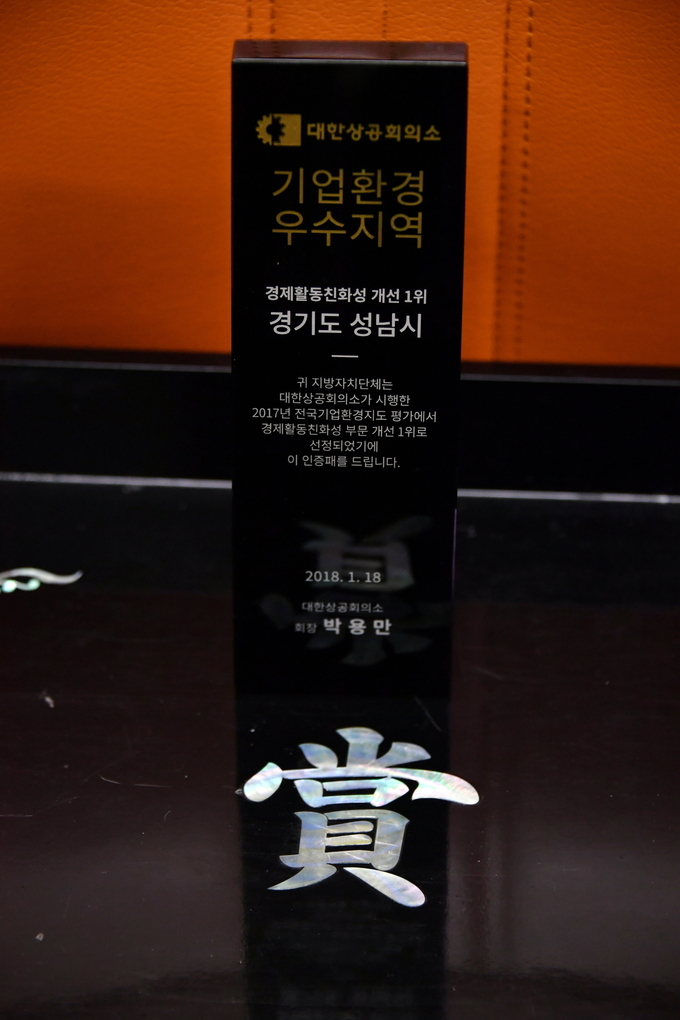 대한상공회의소
기업환경
우수지역
경제활동친화성 개선 1위
경기도 성남시
귀 지방자치단체는
대한상공회의소가 시행한
2017년 전국기업환경지도 평가에서
경제활동친화성 부문 개선 1위로
선정되었기에
이 인증패를 드립니다.
2018. 1. 18
대한상공회의소
회장 박용만
賞